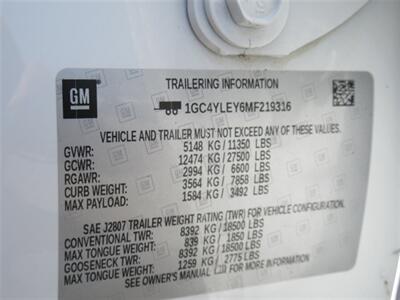 GM
TRAILERING INFORMATION
1GC4YLEY6MF219316
VEHICLE AND TRAILER MUST NOT EXCEED ANY OF THESE VALUES.
GVWR: 5148 KG/11350 LBS
GCWR: 12474 KG/27500 LBS
RGAWR: 2994 KG/ 6600 LBS
CURB WEIGHT: 3564 KG/ 7858 LBS
MAX PAYLOAD: 1584 KG/ 3492 LBS
SAE J2807 TRAILER WEIGHT RATING (TWR) FOR VEHICLE CONFIGURATION.
CONVENTIONAL TWR: 8392 KG/18500 LBS
MAX TONGUE WEIGHT: 839 KG/ 1850 LBS
GOOSENECK TWR: 8392 KG/18500 LBS
MAX TONGUE WEIGHT: 1259 KG/ 2775 LBS
SEE OWNER'S MANUAL FOR MORE INFORMATION.